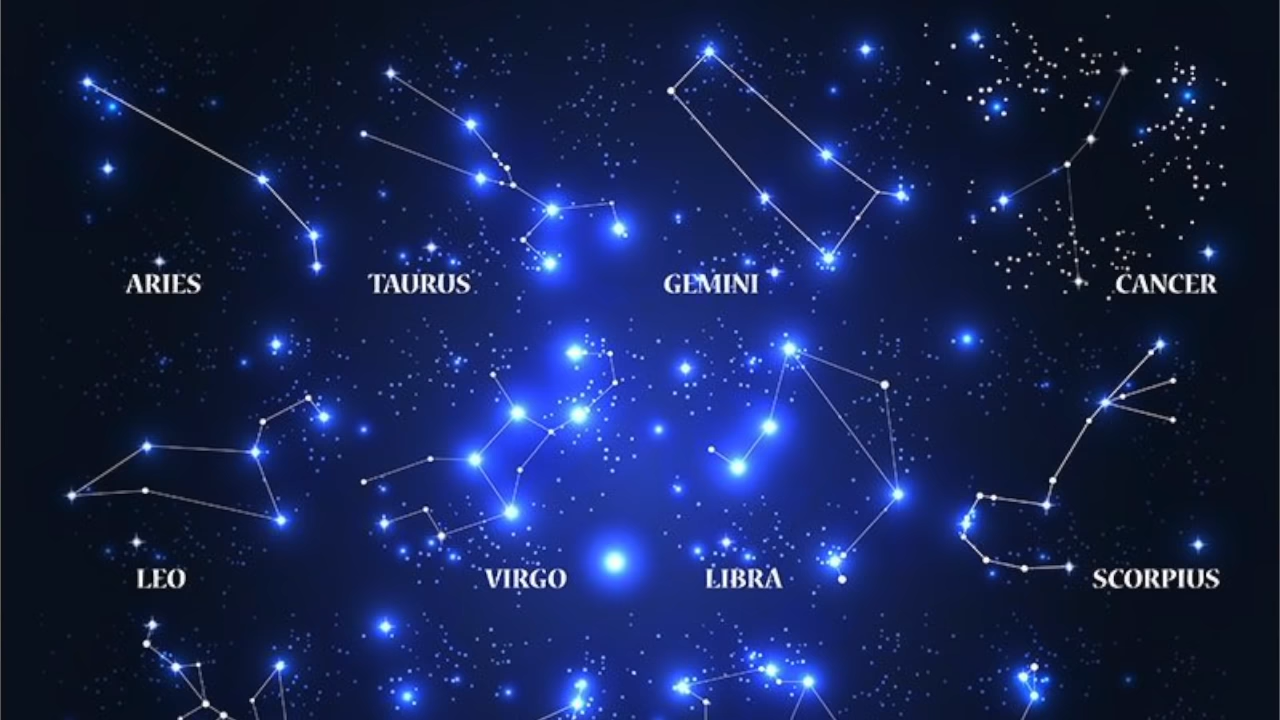 ARIES
TAURUS
GEMINI
CANCER
LEO
VIRGO
LIBRA
SCORPIUS